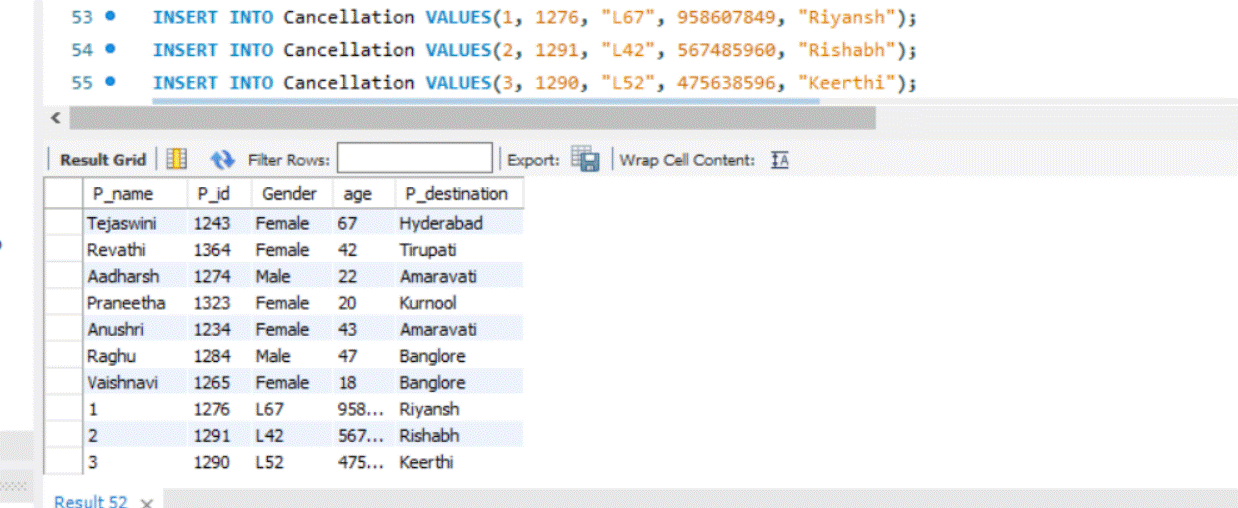 53 INSERT INTO Cancellation VALUES(1, 1276, "L67", 958607849, "Riyansh");
54 INSERT INTO Cancellation VALUES(2, 1291, "L42", 567485960, "Rishabh");
55 INSERT INTO Cancellation VALUES(3, 1290, "L52", 475638596, "Keerthi");
Result Grid Filter Rows: Export: Wrap Cell Content: IA
P_name P_id Gender age P_destination
Tejaswini 1243 Female 67 Hyderabad
Revathi 1364 Female 42 Tirupati
Aadharsh 1274 Male 22 Amaravati
Praneetha 1323 Female 20 Kurnool
Anushri 1234 Female 43 Amaravati
Raghu 1284 Male 47 Banglore
Vaishnavi 1265 Female 18 Banglore
1 1276 L67 958... Riyansh
2 1291 L42 567... Rishabh
3 1290 L52 475... Keerthi
Result 52